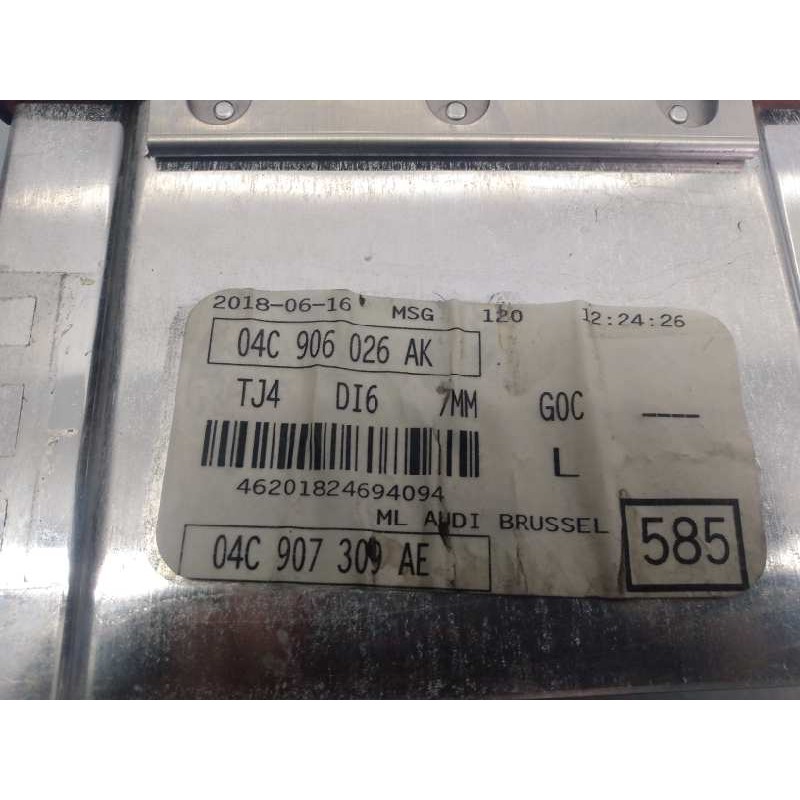 2018-06-16 MSG 120 12:24:26
04C 906 026 AK
TJ4 DI6 7MM GOC ___
L
46201824694094
ML AUDI BRUSSEL
585
04C 907 309 AE